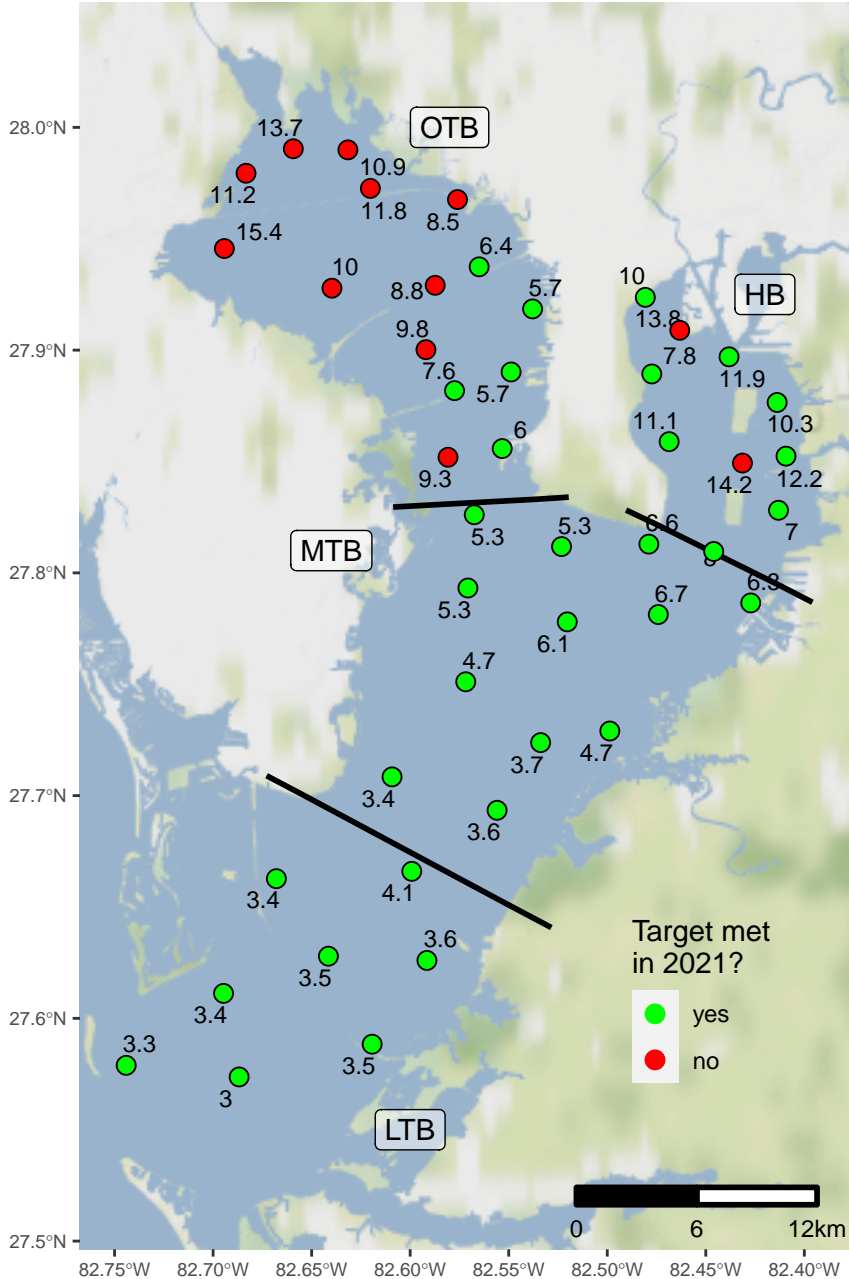 28.0°N
27.9°N
27.8°N
27.7°N
27.6°N
27.5°N
OTB
13.7
10.9
11.2
11.8
8.5
15.4
6.4
10
8.8
5.7
10
HB
13.8
9.8
7.6
5.7
7.8
11.9
10.3
6
11.1
9.3
14.2
12.2
7
MTB
5.3
5.3
6.6
8
5.3
6.1
6.7
6.3
4.7
3.7
4.7
3.4
3.6
3.4
4.1
3.5
3.6
3.4
3.3
3
3.5
LTB
Target met
in 2021?
yes
no
0 6 12km
82.75°W 82.70°W 82.65°W 82.60°W 82.55°W 82.50°W 82.45°W 82.40°W